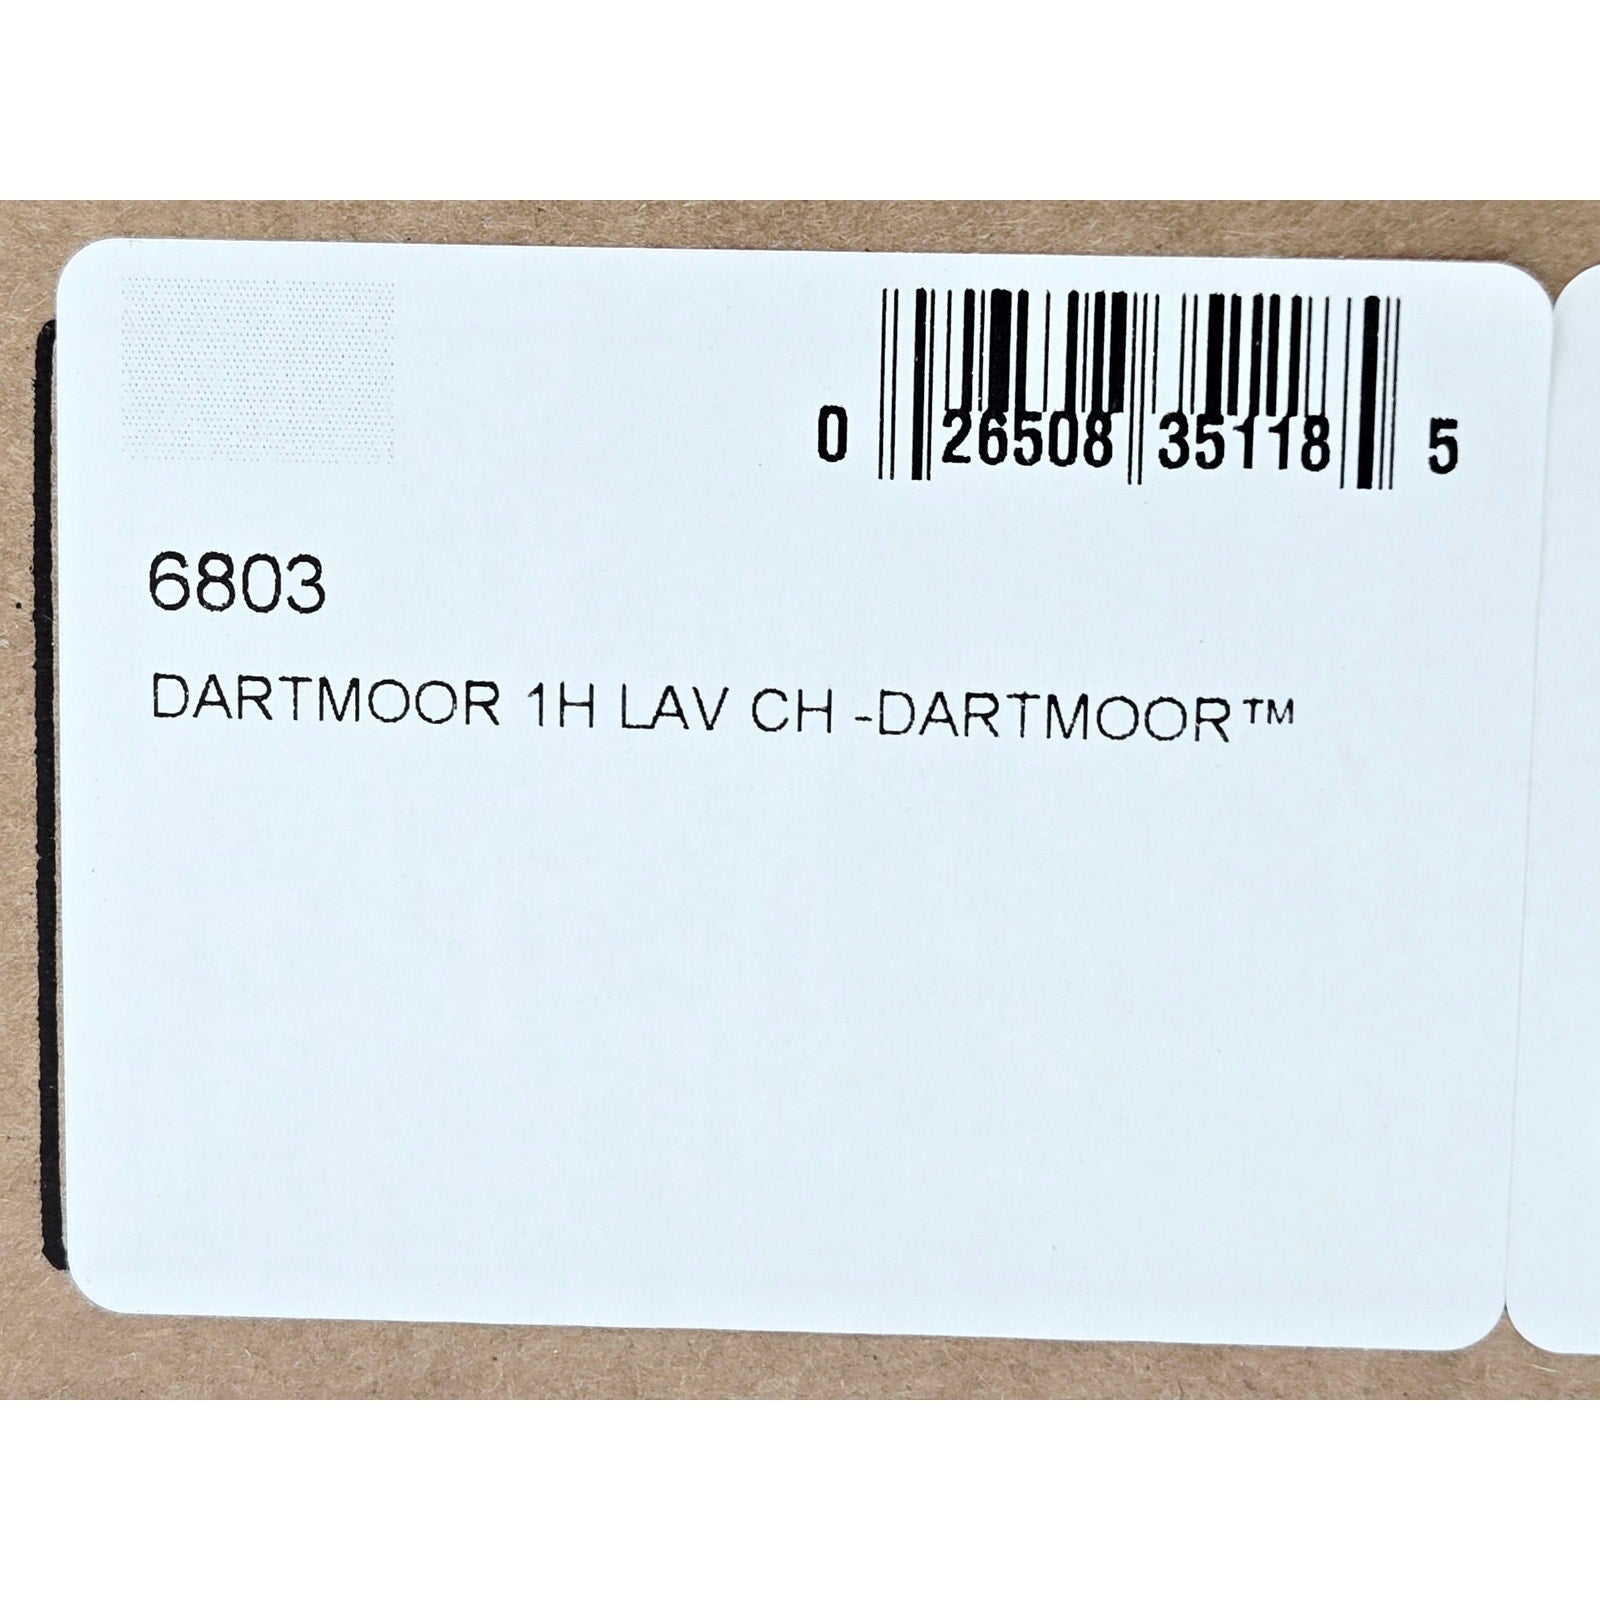 0 26508 35118 5
6803
DARTMOOR 1H LAV CH -DARTMOOR™